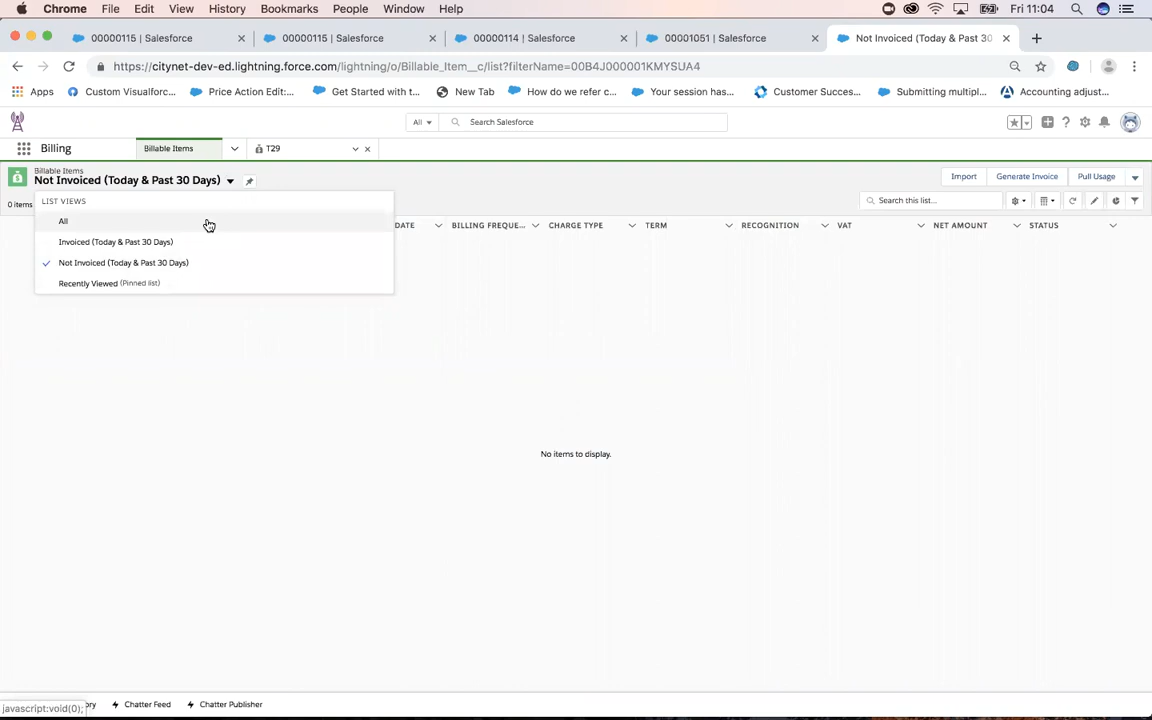 Chrome File Edit View History Bookmarks People Window Help Fri 11:04
00000115 | Salesforce 00000115 | Salesforce 00000114 | Salesforce 00001051 | Salesforce Not Invoiced (Today & Past 30
https://citynet-dev-ed.lightning.force.com/lightning/o/Billable_Item__c/list?filterName=00B4J000001KMYSUA4
Apps Custom Visualforc... Price Action Edit:... Get Started with t... New Tab How do we refer c... Your session has... Customer Succes... Submitting multipl... Accounting adjust...
All Search Salesforce
Billing Billable Items T29
Billable Items
Not Invoiced (Today & Past 30 Days)
Import Generate Invoice Pull Usage
0 items
Search this list...
LIST VIEWS
All
Invoiced (Today & Past 30 Days)
Not Invoiced (Today & Past 30 Days)
Recently Viewed (Pinned list)
DATE BILLING FREQUE... CHARGE TYPE TERM RECOGNITION VAT NET AMOUNT STATUS
No items to display.
javascript:void(0);
ory Chatter Feed Chatter Publisher